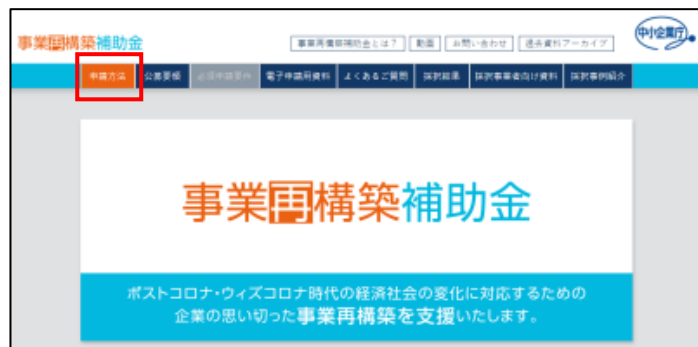 事業再構築補助金
事業再構築補助金とは？ 動画 お問い合わせ 過去資料アーカイブ
中小企業庁
申請方法 公募要領 必須申請要件 電子申請用資料 よくあるご質問 採択結果 採択事業者向け資料 採択事例紹介
事業再構築補助金
ポストコロナ・ウィズコロナ時代の経済社会の変化に対応するための
企業の思い切った事業再構築を支援いたします。